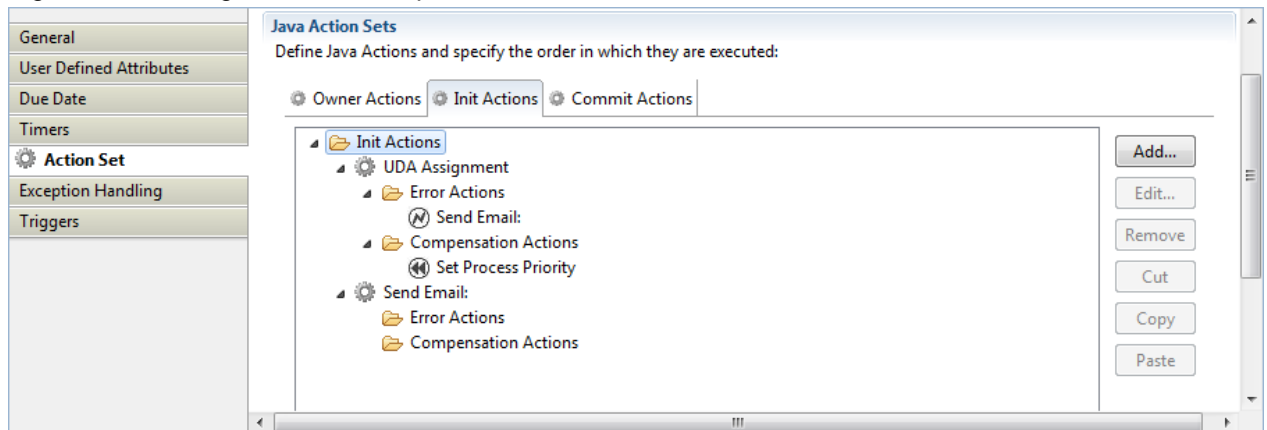 General
User Defined Attributes
Due Date
Timers
Action Set
Exception Handling
Triggers
Java Action Sets
Define Java Actions and specify the order in which they are executed:
Owner Actions Init Actions Commit Actions
Init Actions
UDA Assignment
Error Actions
Send Email:
Compensation Actions
Set Process Priority
Send Email:
Error Actions
Compensation Actions
Add...
Edit...
Remove
Cut
Copy
Paste